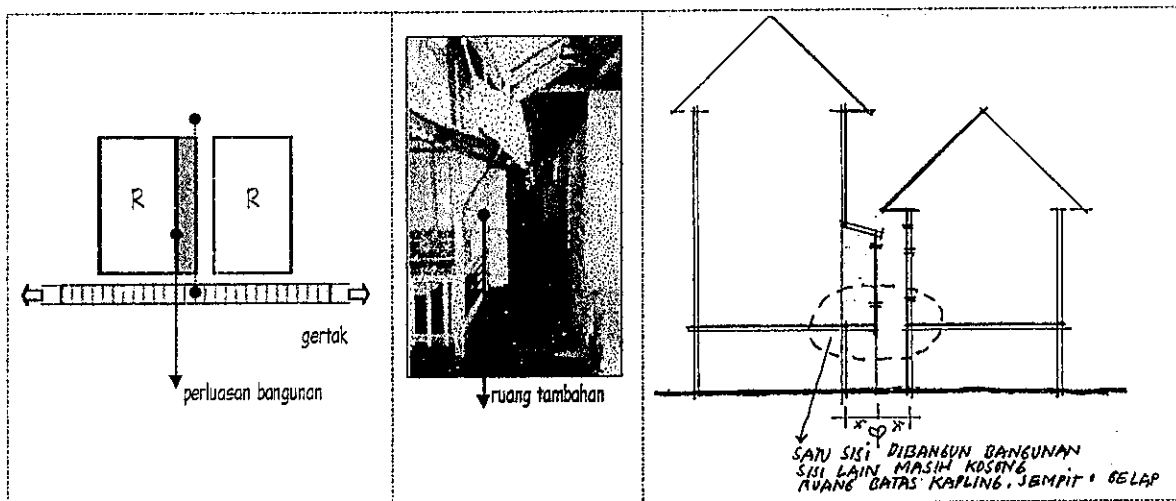 R
R
gertak
perluasan bangunan
ruang tambahan
x x
SATU SISI DIBANGUN BANGUNAN
SISI LAIN MASIH KOSONG
RUANG BATAS KAPLING, SEMPIT & GELAP